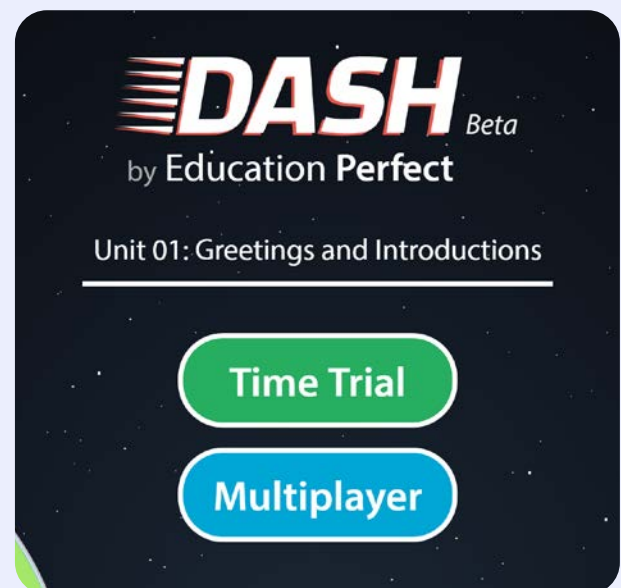 DASH Beta
by Education Perfect
Unit 01: Greetings and Introductions
Time Trial
Multiplayer